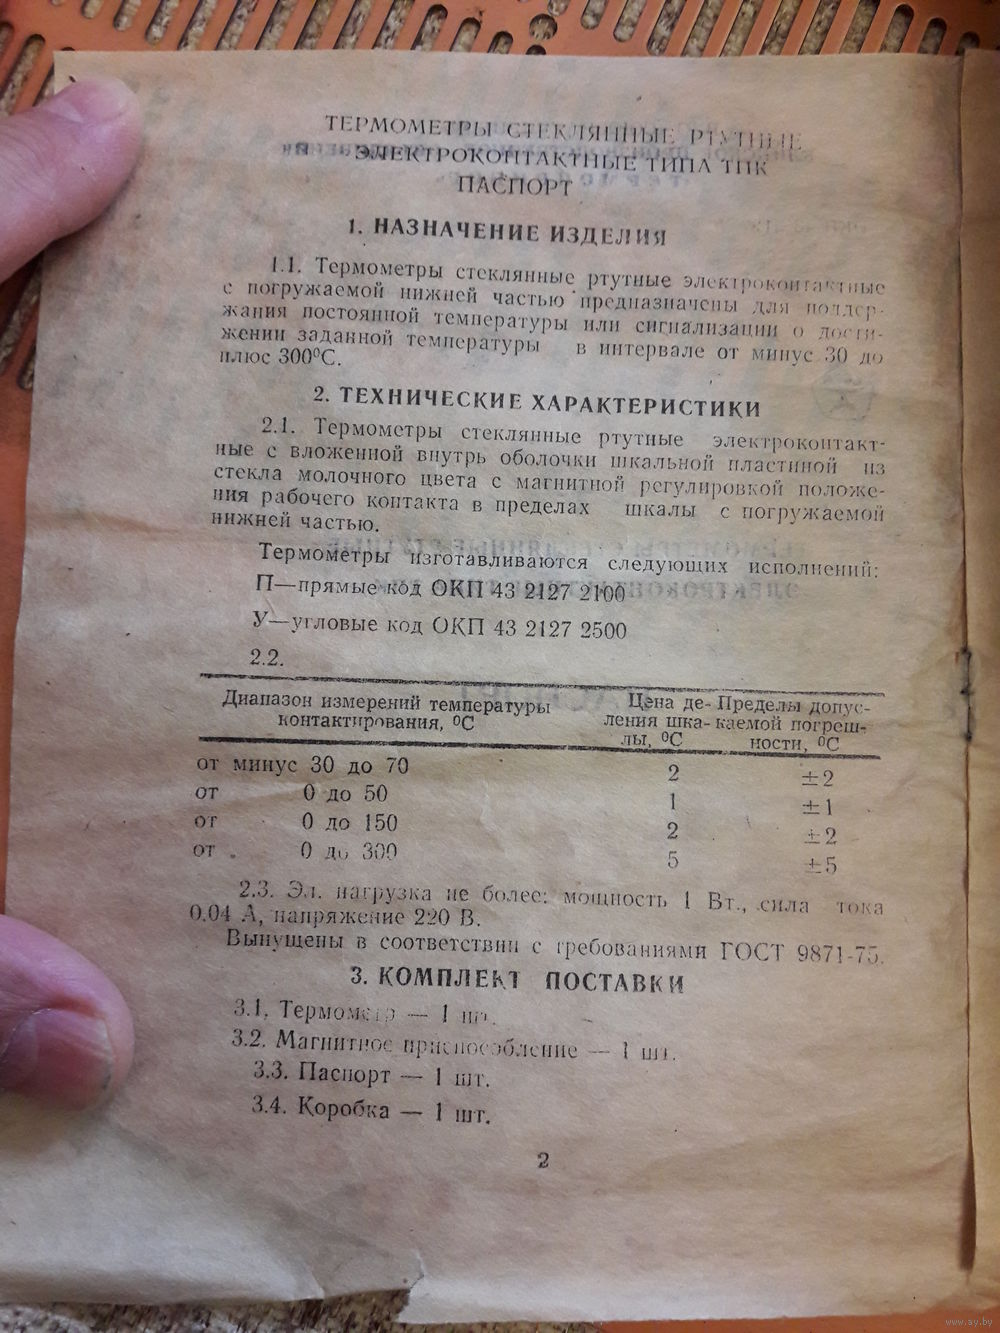 ТЕРМОМЕТРЫ СТЕКЛЯННЫЕ РТУТНЫЕ
ЭЛЕКТРОКОНТАКТНЫЕ ТИПА ТПК
ПАСПОРТ
1. НАЗНАЧЕНИЕ ИЗДЕЛИЯ
1.1. Термометры стеклянные ртутные электроконтактные
с погружаемой нижней частью предназначены для поддер-
жания постоянной температуры или сигнализации о дости-
жении заданной температуры в интервале от минус 30 до
плюс 300°С.
2. ТЕХНИЧЕСКИЕ ХАРАКТЕРИСТИКИ
2.1. Термометры стеклянные ртутные электроконтакт-
ные с вложенной внутрь оболочки шкальной пластиной из
стекла молочного цвета с магнитной регулировкой положе-
ния рабочего контакта в пределах шкалы с погружаемой
нижней частью.
Термометры изготавливаются следующих исполнений:
П—прямые код ОКП 43 2127 2100
У—угловые код ОКП 43 2127 2500
2.2.
Диапазон измерений температуры Цена де- Пределы допус-
контактирования, °С ления шка- каемой погреш-
лы, °С ности, °С
от минус 30 до 70 2 ±2
от 0 до 50 1 ±1
от 0 до 150 2 ±2
от 0 до 300 5 ±5
2.3. Эл. нагрузка не более: мощность 1 Вт., сила тока
0.04 А, напряжение 220 В.
Выпущены в соответствии с требованиями ГОСТ 9871-75.
3. КОМПЛЕКТ ПОСТАВКИ
3.1. Термометр — 1 шт.
3.2. Магнитное приспособление — 1 шт.
3.3. Паспорт — 1 шт.
3.4. Коробка — 1 шт.
2
www.ay.by